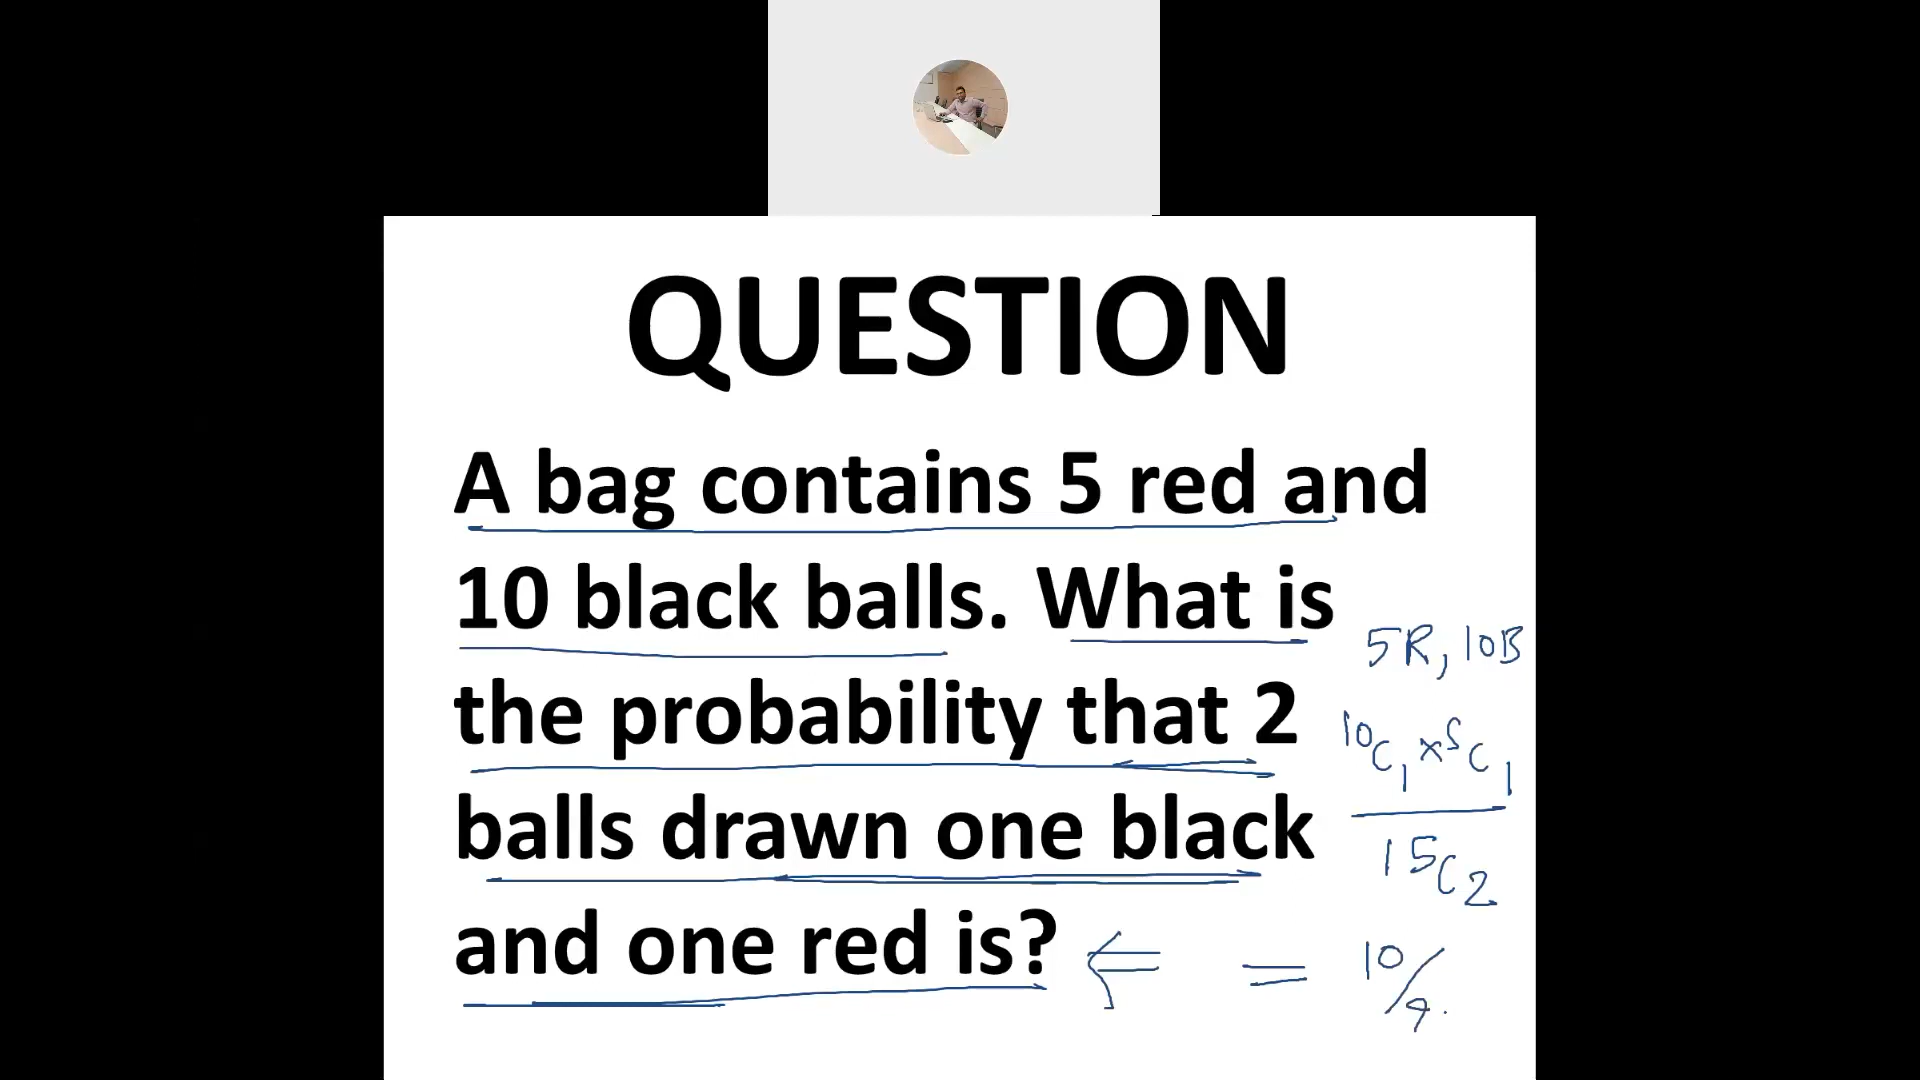 QUESTION
A bag contains 5 red and
10 black balls. What is
the probability that 2
balls drawn one black
and one red is?
5R, 10B
10C1 x 5C1
15C2
= 10/9.